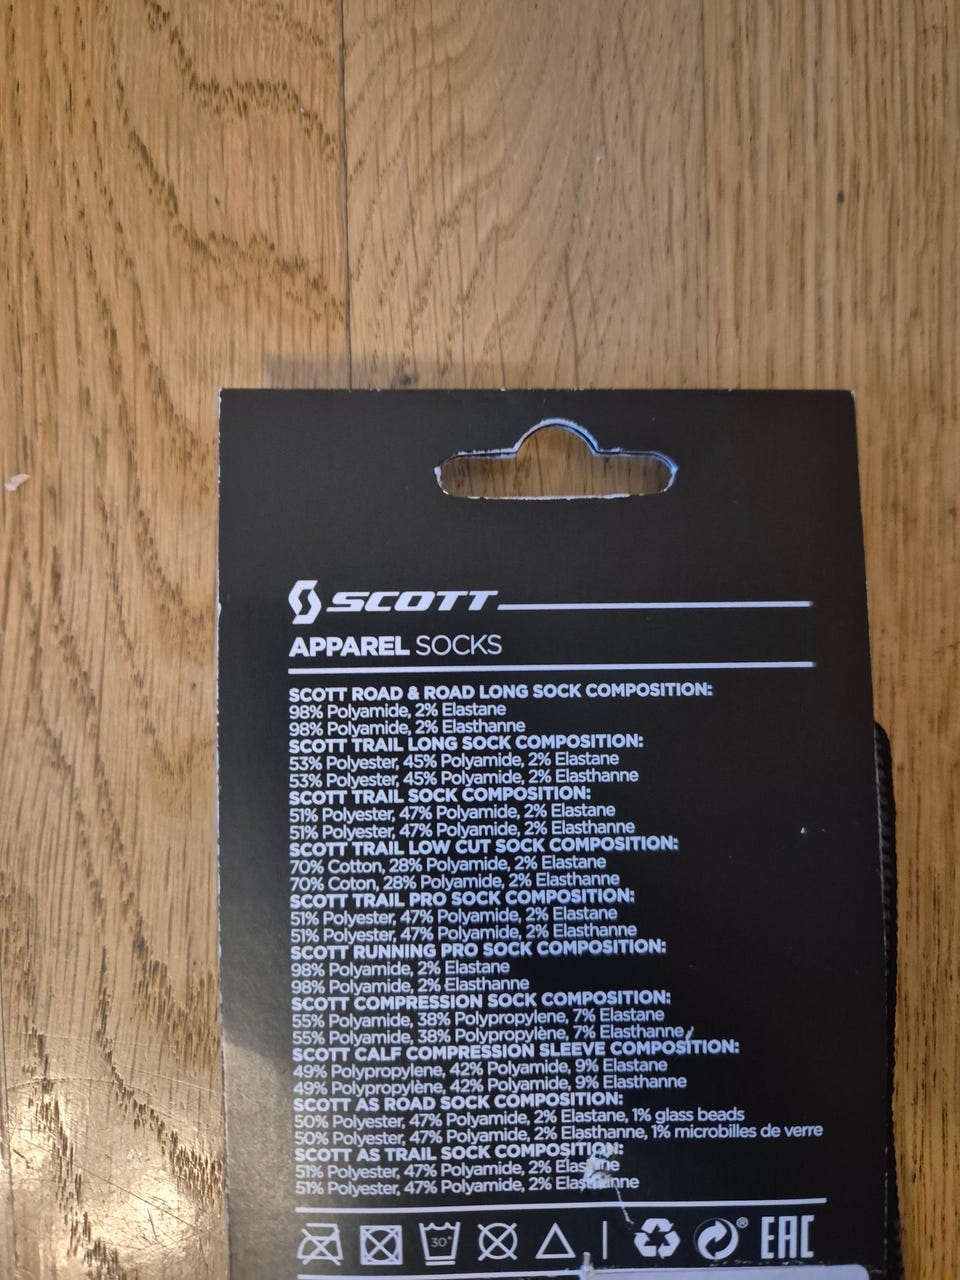 SCOTT
APPAREL SOCKS
SCOTT ROAD & ROAD LONG SOCK COMPOSITION:
98% Polyamide, 2% Elastane
98% Polyamide, 2% Elasthanne
SCOTT TRAIL LONG SOCK COMPOSITION:
53% Polyester, 45% Polyamide, 2% Elastane
53% Polyester, 45% Polyamide, 2% Elasthanne
SCOTT TRAIL SOCK COMPOSITION:
51% Polyester, 47% Polyamide, 2% Elastane
51% Polyester, 47% Polyamide, 2% Elasthanne
SCOTT TRAIL LOW CUT SOCK COMPOSITION:
70% Cotton, 28% Polyamide, 2% Elastane
70% Coton, 28% Polyamide, 2% Elasthanne
SCOTT TRAIL PRO SOCK COMPOSITION:
51% Polyester, 47% Polyamide, 2% Elastane
51% Polyester, 47% Polyamide, 2% Elasthanne
SCOTT RUNNING PRO SOCK COMPOSITION:
98% Polyamide, 2% Elastane
98% Polyamide, 2% Elasthanne
SCOTT COMPRESSION SOCK COMPOSITION:
55% Polyamide, 38% Polypropylene, 7% Elastane
55% Polyamide, 38% Polypropylène, 7% Elasthanne
SCOTT CALF COMPRESSION SLEEVE COMPOSITION:
49% Polypropylene, 42% Polyamide, 9% Elastane
49% Polypropylène, 42% Polyamide, 9% Elasthanne
SCOTT AS ROAD SOCK COMPOSITION:
50% Polyester, 47% Polyamide, 2% Elastane, 1% glass beads
50% Polyester, 47% Polyamide, 2% Elasthanne, 1% microbilles de verre
SCOTT AS TRAIL SOCK COMPOSITION:
51% Polyester, 47% Polyamide, 2% Elastane
51% Polyester, 47% Polyamide, 2% Elasthanne
30° ® EAC